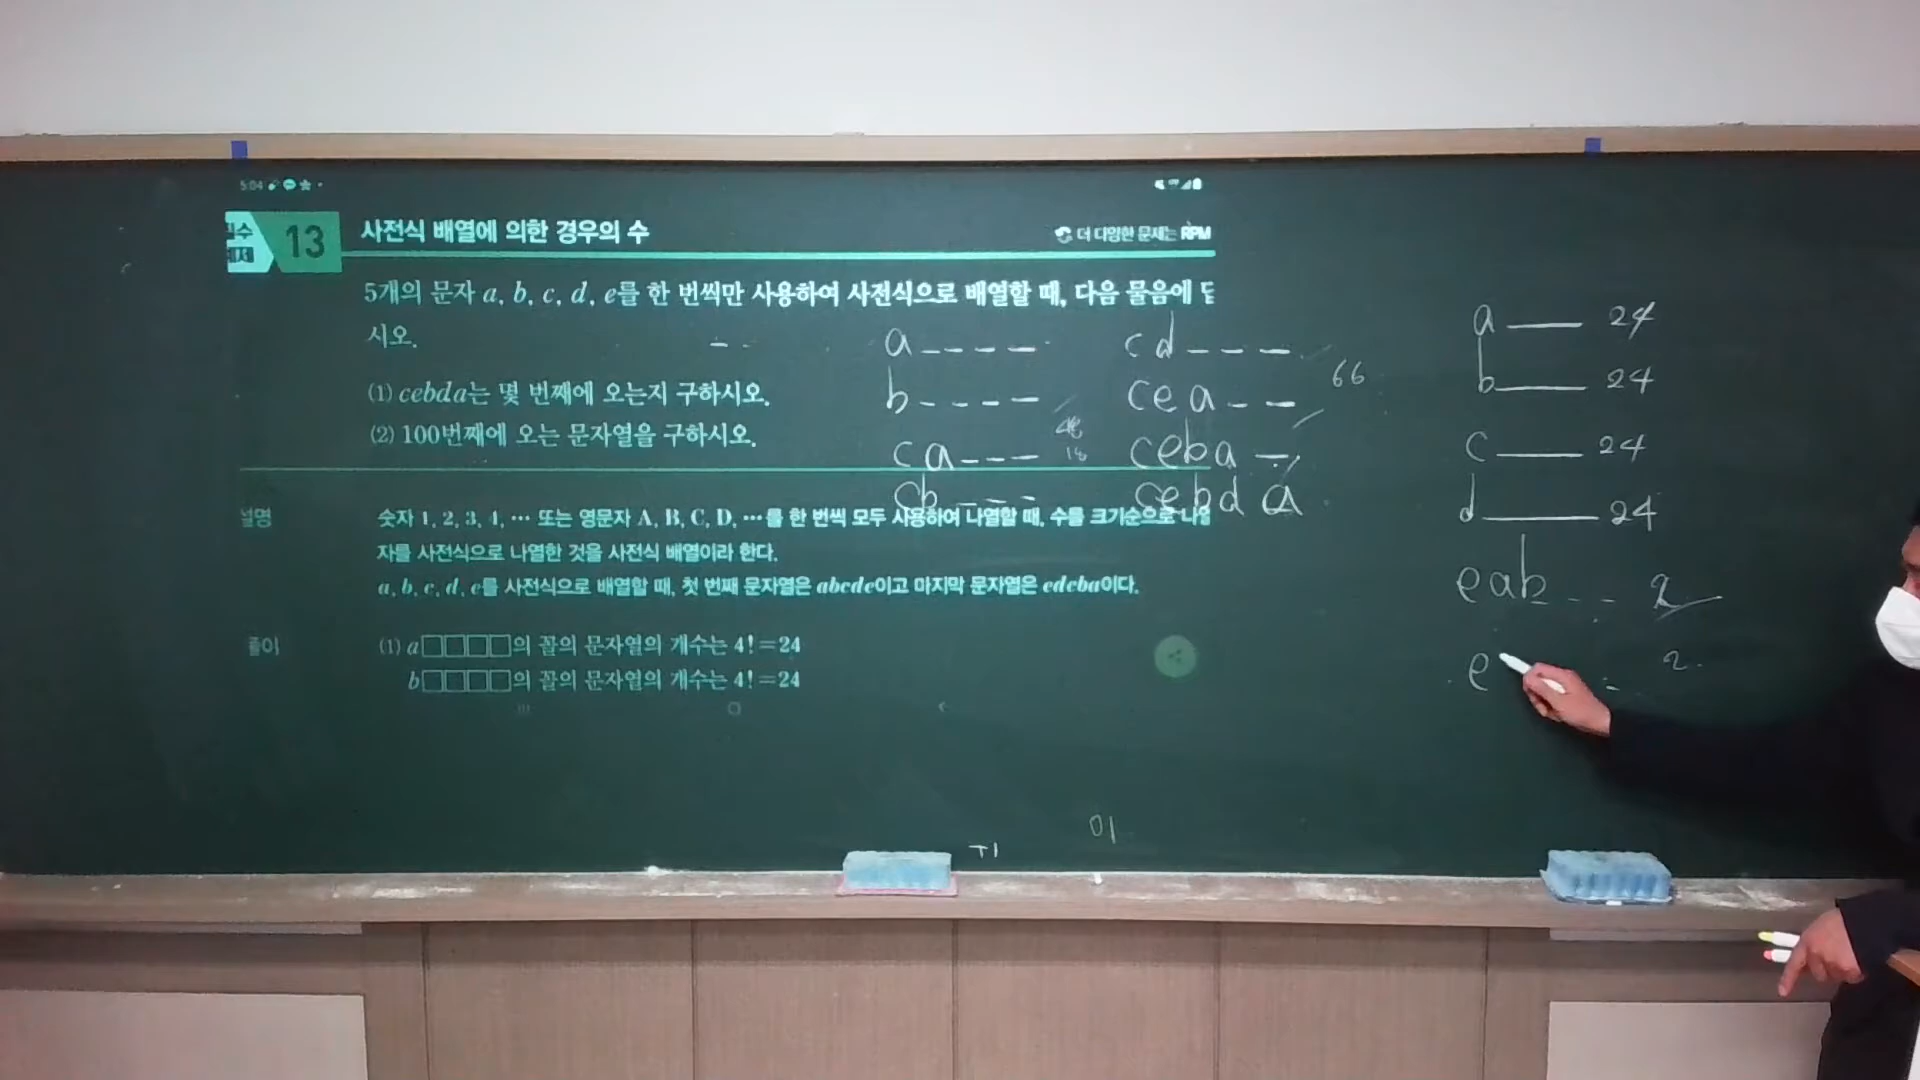 5:04
필수 예제 13 사전식 배열에 의한 경우의 수
더 다양한 문제는 RPM
5개의 문자 a, b, c, d, e를 한 번씩만 사용하여 사전식으로 배열할 때, 다음 물음에 답
시오.
(1) cebda는 몇 번째에 오는지 구하시오.
(2) 100번째에 오는 문자열을 구하시오.
설명 숫자 1, 2, 3, 4, … 또는 영문자 A, B, C, D, …를 한 번씩 모두 사용하여 나열할 때, 수를 크기순으로 나열
자를 사전식으로 나열한 것을 사전식 배열이라 한다.
a, b, c, d, e를 사전식으로 배열할 때, 첫 번째 문자열은 abcde이고 마지막 문자열은 edcba이다.
풀이 (1) a□□□□의 꼴의 문자열의 개수는 4! = 24
b□□□□의 꼴의 문자열의 개수는 4! = 24
a _ _ _ _
b _ _ _ _
ca _ _ _
cb _ _ _
48
18
cd _ _ _
cea _ _
ceba _
cebda
66
a ___ 24
b ___ 24
c ___ 24
d ___ 24
eab _ _ 2
e _ 2